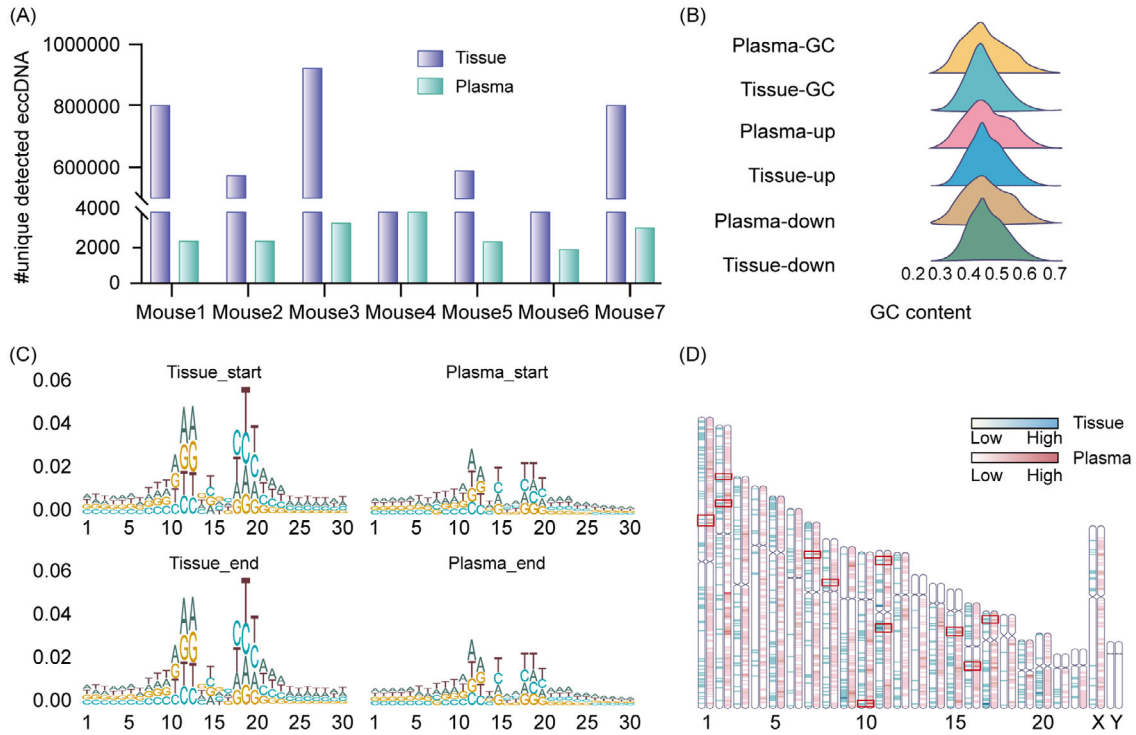 (A)
#unique detected eccDNA
1000000
800000
600000
4000
2000
0
Tissue
Plasma
Mouse1 Mouse2 Mouse3 Mouse4 Mouse5 Mouse6 Mouse7
(B)
Plasma-GC
Tissue-GC
Plasma-up
Tissue-up
Plasma-down
Tissue-down
0.2 0.3 0.4 0.5 0.6 0.7
GC content
(C)
Tissue_start
0.06
0.04
0.02
0.00
1 5 10 15 20 25 30
Plasma_start
1 5 10 15 20 25 30
Tissue_end
0.06
0.04
0.02
0.00
1 5 10 15 20 25 30
Plasma_end
1 5 10 15 20 25 30
(D)
Tissue
Low High
Plasma
Low High
1 5 10 15 20 X Y